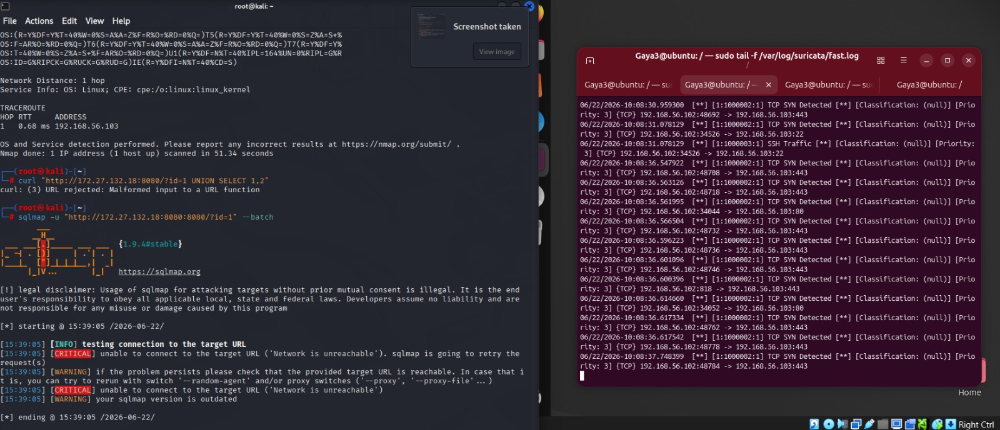 root@kali: ~
File Actions Edit View Help
OS:(R=Y%DF=Y%T=40%W=0%S=A%A=Z%F=R%O=%RD=0%Q=)T5(R=Y%DF=Y%T=40%W=0%S=Z%A=S+%
OS:F=AR%O=%RD=0%Q=)T6(R=Y%DF=Y%T=40%W=0%S=A%A=Z%F=R%O=%RD=0%Q=)T7(R=Y%DF=Y%
OS:T=40%W=0%S=Z%A=S+%F=AR%O=%RD=0%Q=)U1(R=Y%DF=N%T=40%IPL=164%UN=0%RIPL=G%R
OS:ID=G%RIPCK=G%RUCK=G%RUD=G)IE(R=Y%DFI=N%T=40%CD=S)
Network Distance: 1 hop
Service Info: OS: Linux; CPE: cpe:/o:linux:linux_kernel
TRACEROUTE
HOP RTT ADDRESS
1 0.68 ms 192.168.56.103
OS and Service detection performed. Please report any incorrect results at https://nmap.org/submit/ .
Nmap done: 1 IP address (1 host up) scanned in 51.34 seconds
┌──(root㉿kali)-[~]
└─# curl "http://172.27.132.18:8080/?id=1 UNION SELECT 1,2"
curl: (3) URL rejected: Malformed input to a URL function
┌──(root㉿kali)-[~]
└─# sqlmap -u "http://172.27.132.18:8080:8080/?id=1" --batch
{1.9.4#stable}
https://sqlmap.org
[!] legal disclaimer: Usage of sqlmap for attacking targets without prior mutual consent is illegal. It is the end
user's responsibility to obey all applicable local, state and federal laws. Developers assume no liability and are
not responsible for any misuse or damage caused by this program
[*] starting @ 15:39:05 /2026-06-22/
[15:39:05] [INFO] testing connection to the target URL
[15:39:05] [CRITICAL] unable to connect to the target URL ('Network is unreachable'). sqlmap is going to retry the
request(s)
[15:39:05] [WARNING] if the problem persists please check that the provided target URL is reachable. In case that i
t is, you can try to rerun with switch '--random-agent' and/or proxy switches ('--proxy', '--proxy-file'...)
[15:39:05] [CRITICAL] unable to connect to the target URL ('Network is unreachable')
[15:39:05] [WARNING] your sqlmap version is outdated
[*] ending @ 15:39:05 /2026-06-22/
Screenshot taken
View image
Gaya3@ubuntu: / — sudo tail -f /var/log/suricata/fast.log
/
Gaya3@ubuntu: / — su
Gaya3@ubuntu: / —
Gaya3@ubuntu: / — su
Gaya3@ubuntu: /
06/22/2026-10:08:30.959300 [**] [1:1000002:1] TCP SYN Detected [**] [Classification: (null)] [Prio
rity: 3] {TCP} 192.168.56.102:48692 -> 192.168.56.103:443
06/22/2026-10:08:31.078129 [**] [1:1000002:1] TCP SYN Detected [**] [Classification: (null)] [Prio
rity: 3] {TCP} 192.168.56.102:34526 -> 192.168.56.103:22
06/22/2026-10:08:31.078129 [**] [1:1000003:1] SSH Traffic [**] [Classification: (null)] [Priority:
3] {TCP} 192.168.56.102:34526 -> 192.168.56.103:22
06/22/2026-10:08:36.547922 [**] [1:1000002:1] TCP SYN Detected [**] [Classification: (null)] [Prio
rity: 3] {TCP} 192.168.56.102:48708 -> 192.168.56.103:443
06/22/2026-10:08:36.563126 [**] [1:1000002:1] TCP SYN Detected [**] [Classification: (null)] [Prio
rity: 3] {TCP} 192.168.56.102:48718 -> 192.168.56.103:443
06/22/2026-10:08:36.561995 [**] [1:1000002:1] TCP SYN Detected [**] [Classification: (null)] [Prio
rity: 3] {TCP} 192.168.56.102:34044 -> 192.168.56.103:80
06/22/2026-10:08:36.566504 [**] [1:1000002:1] TCP SYN Detected [**] [Classification: (null)] [Prio
rity: 3] {TCP} 192.168.56.102:48732 -> 192.168.56.103:443
06/22/2026-10:08:36.596223 [**] [1:1000002:1] TCP SYN Detected [**] [Classification: (null)] [Prio
rity: 3] {TCP} 192.168.56.102:48736 -> 192.168.56.103:443
06/22/2026-10:08:36.601096 [**] [1:1000002:1] TCP SYN Detected [**] [Classification: (null)] [Prio
rity: 3] {TCP} 192.168.56.102:48746 -> 192.168.56.103:443
06/22/2026-10:08:36.600396 [**] [1:1000002:1] TCP SYN Detected [**] [Classification: (null)] [Prio
rity: 3] {TCP} 192.168.56.102:818 -> 192.168.56.103:443
06/22/2026-10:08:36.614660 [**] [1:1000002:1] TCP SYN Detected [**] [Classification: (null)] [Prio
rity: 3] {TCP} 192.168.56.102:34052 -> 192.168.56.103:80
06/22/2026-10:08:36.617334 [**] [1:1000002:1] TCP SYN Detected [**] [Classification: (null)] [Prio
rity: 3] {TCP} 192.168.56.102:48762 -> 192.168.56.103:443
06/22/2026-10:08:36.617542 [**] [1:1000002:1] TCP SYN Detected [**] [Classification: (null)] [Prio
rity: 3] {TCP} 192.168.56.102:48778 -> 192.168.56.103:443
06/22/2026-10:08:37.748399 [**] [1:1000002:1] TCP SYN Detected [**] [Classification: (null)] [Prio
rity: 3] {TCP} 192.168.56.102:48784 -> 192.168.56.103:443
Home
Right Ctrl